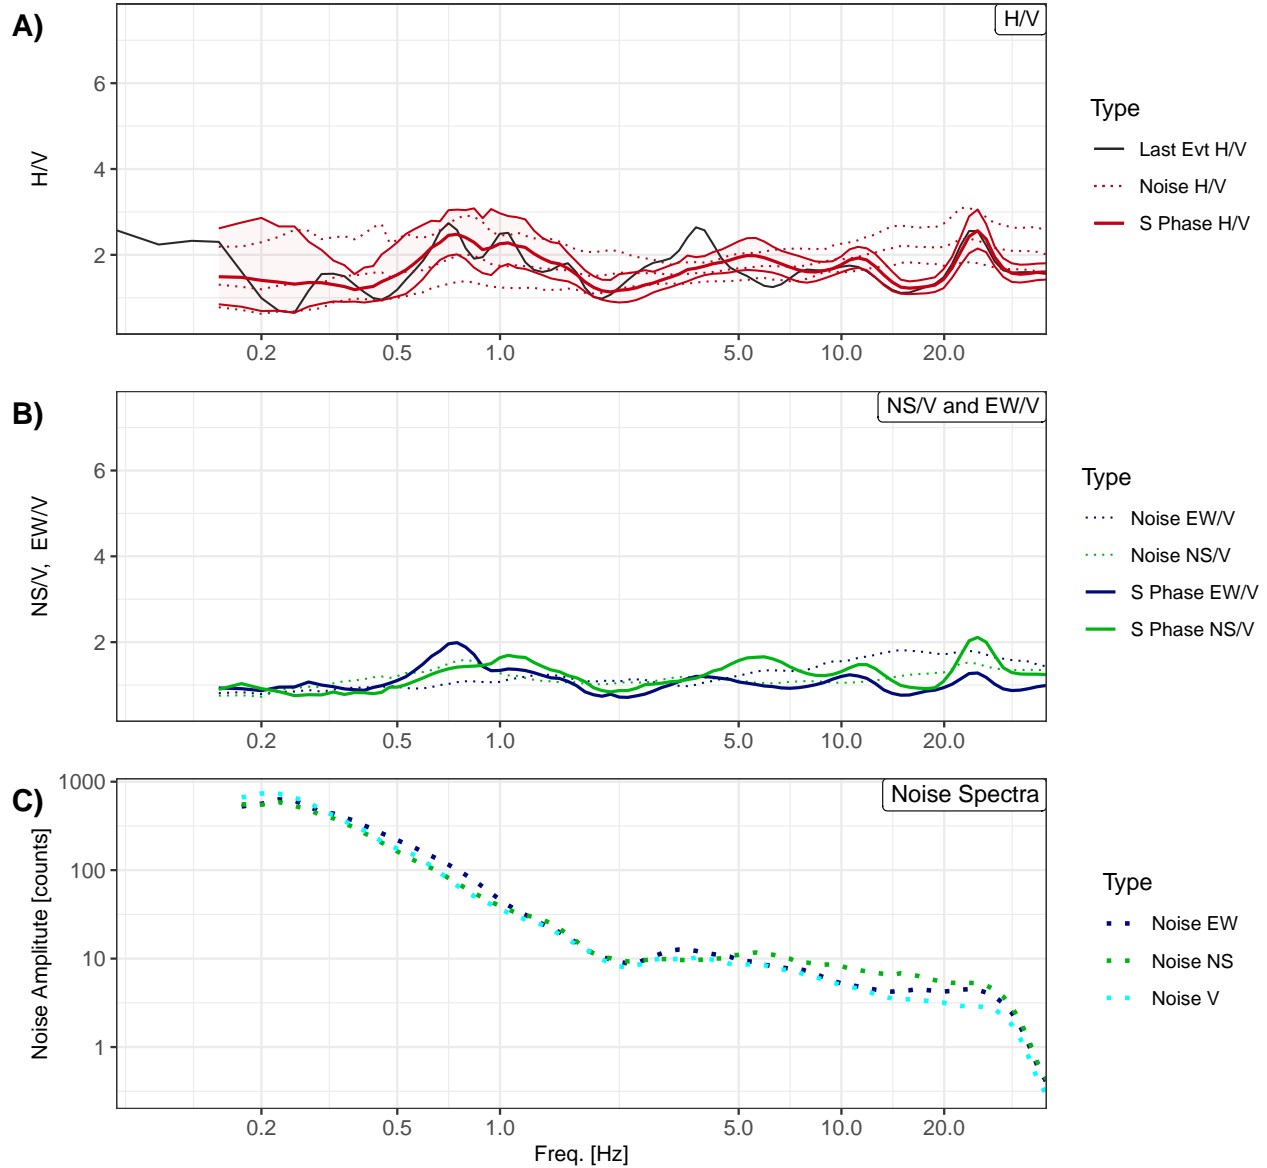 A)
H/V
H/V
6
4
2
0.2 0.5 1.0 5.0 10.0 20.0
Type
Last Evt H/V
Noise H/V
S Phase H/V
B)
NS/V and EW/V
NS/V, EW/V
6
4
2
0.2 0.5 1.0 5.0 10.0 20.0
Type
Noise EW/V
Noise NS/V
S Phase EW/V
S Phase NS/V
C)
Noise Spectra
Noise Amplitute [counts]
1000
100
10
1
0.2 0.5 1.0 5.0 10.0 20.0
Freq. [Hz]
Type
Noise EW
Noise NS
Noise V